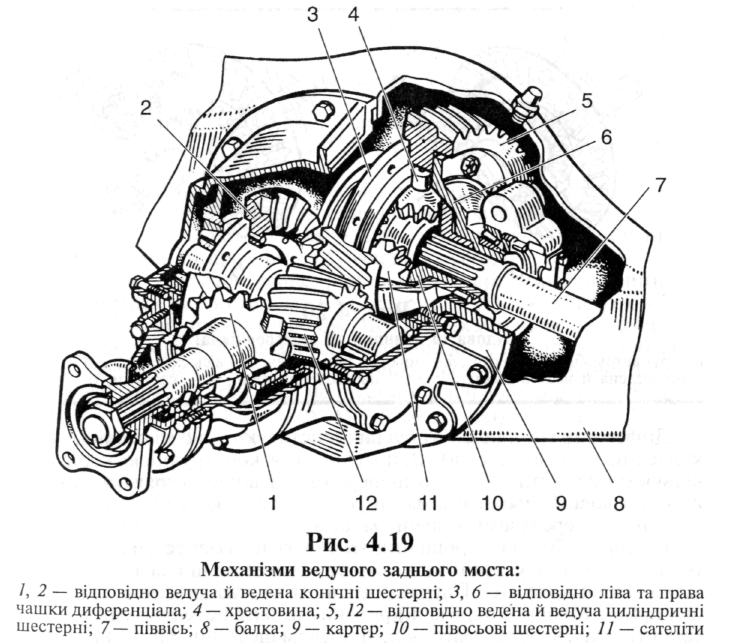 3
4
2
5
6
7
1
12
11
10
9
8
Рис. 4.19
Механізми ведучого заднього моста:
1, 2 — відповідно ведуча й ведена конічні шестерні; 3, 6 — відповідно ліва та права
чашки диференціала; 4 — хрестовина; 5, 12 — відповідно ведена й ведуча циліндричні
шестерні; 7 — піввісь; 8 — балка; 9 — картер; 10 — півосьові шестерні; 11 — сателіти